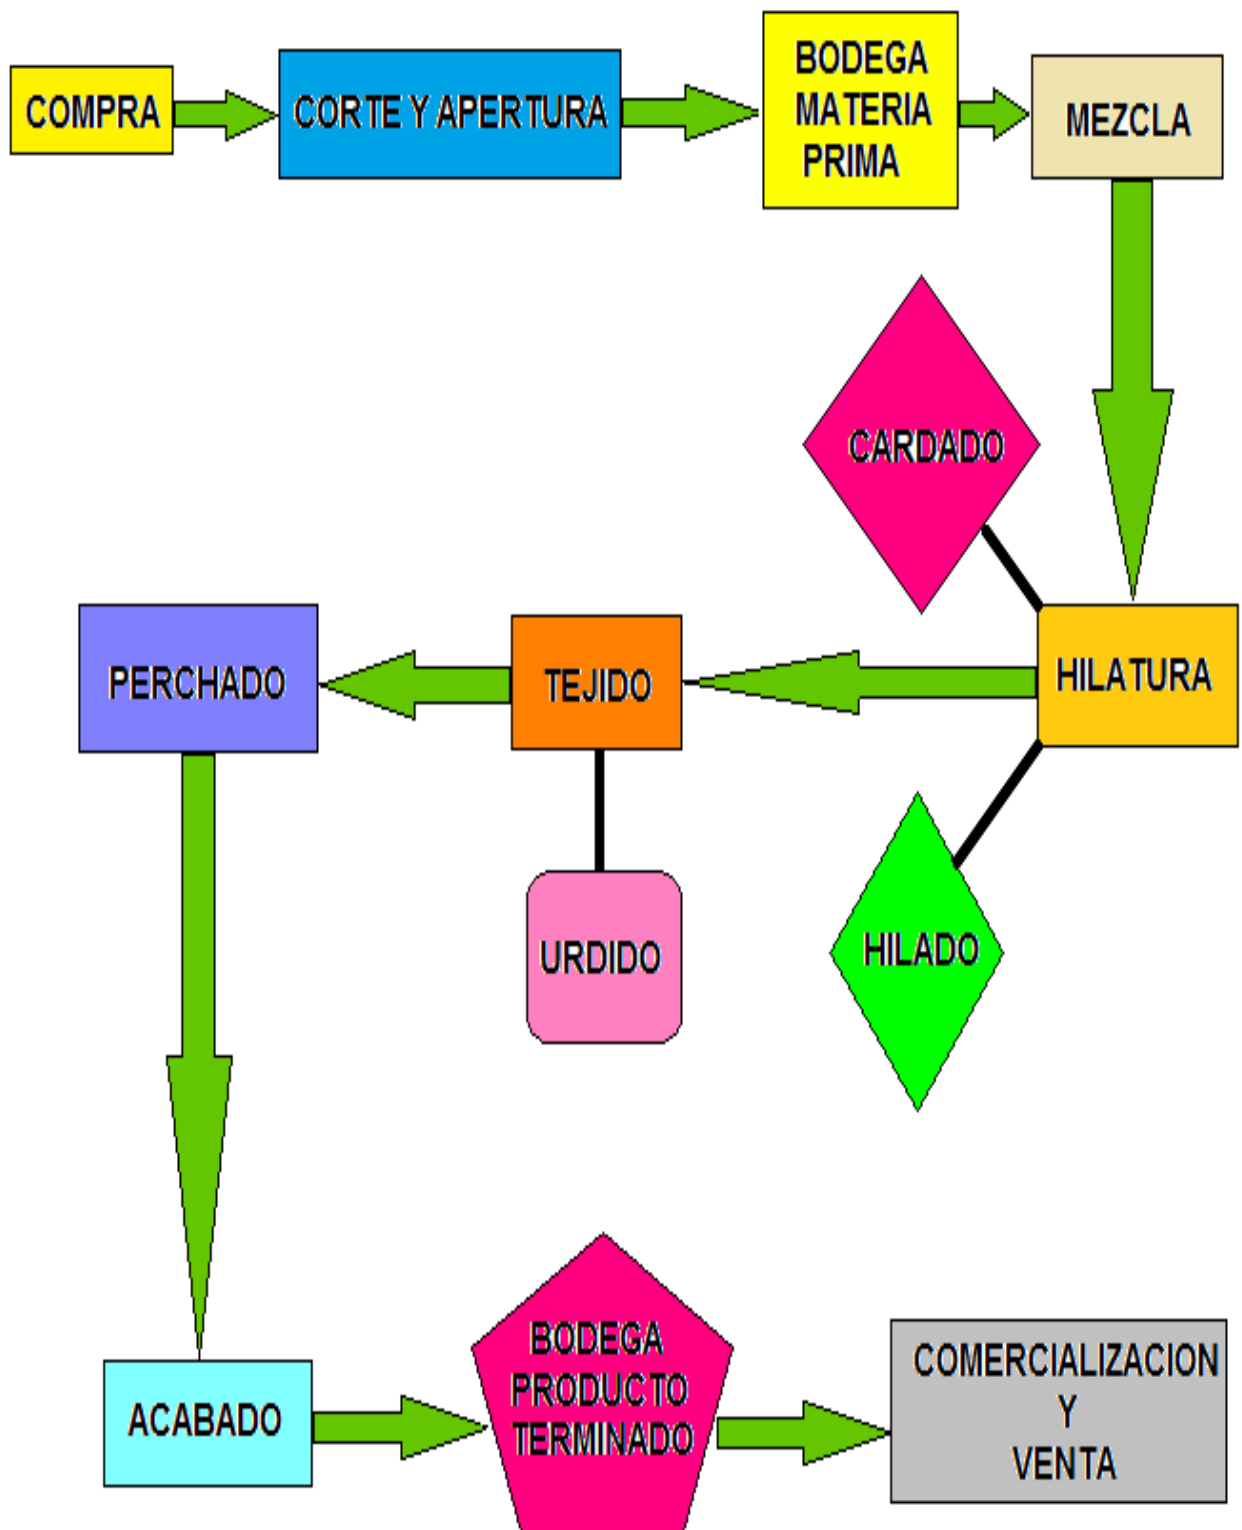 COMPRA
CORTE Y APERTURA
BODEGA
MATERIA
PRIMA
MEZCLA
CARDADO
HILATURA
TEJIDO
PERCHADO
URDIDO
HILADO
ACABADO
BODEGA
PRODUCTO
TERMINADO
COMERCIALIZACION
Y
VENTA